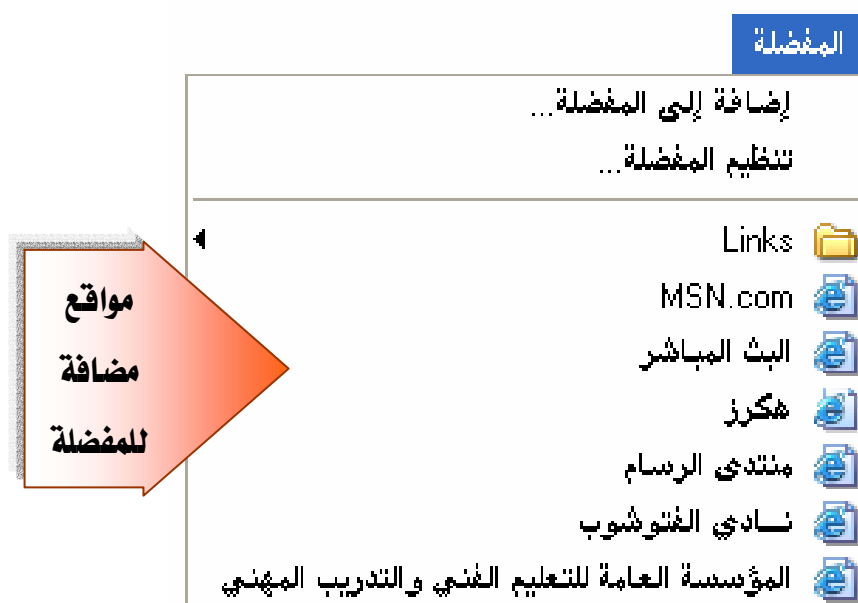 المفضلة
إضافة إلى المفضلة...
تنظيم المفضلة...
Links
MSN.com
البث المباشر
هكرز
منتدى الرسام
نــادي الفتوشوب
المؤسسة العامة للتعليم الفني والتدريب المهني
مواقع
مضافة
للمفضلة